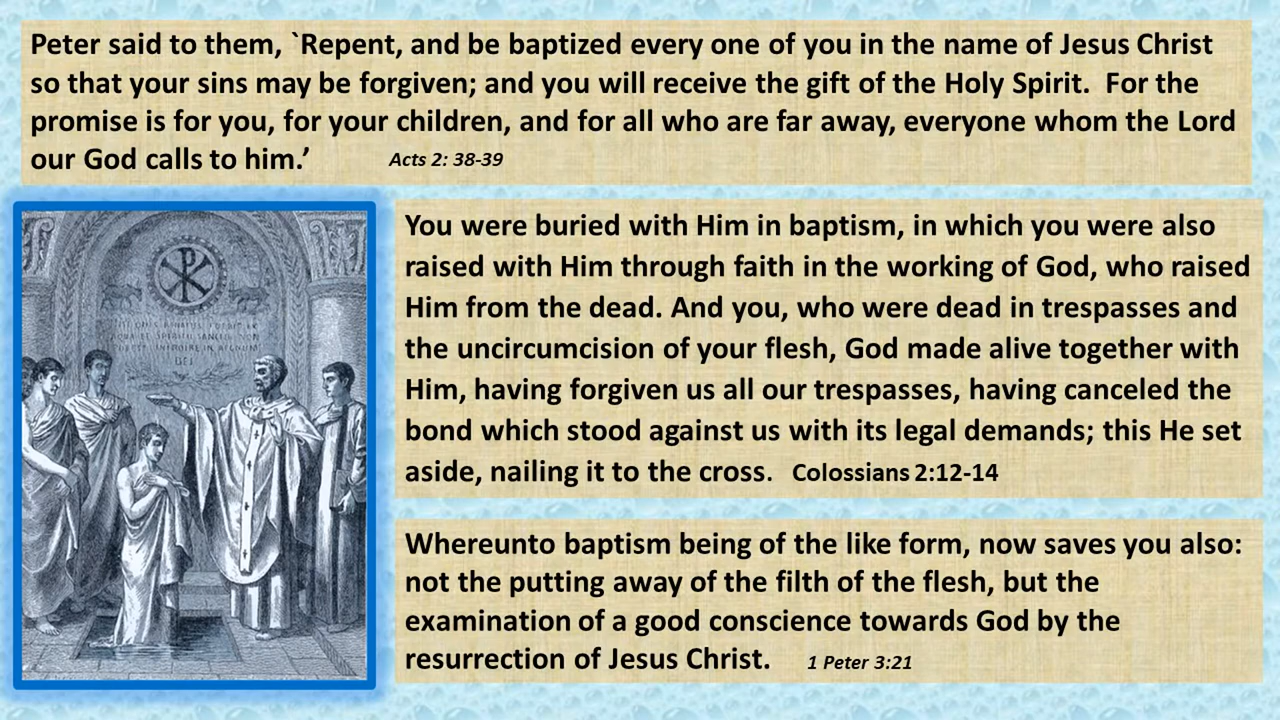 Peter said to them, `Repent, and be baptized every one of you in the name of Jesus Christ
so that your sins may be forgiven; and you will receive the gift of the Holy Spirit.  For the
promise is for you, for your children, and for all who are far away, everyone whom the Lord
our God calls to him.’ Acts 2: 38-39
You were buried with Him in baptism, in which you were also
raised with Him through faith in the working of God, who raised
Him from the dead. And you, who were dead in trespasses and
the uncircumcision of your flesh, God made alive together with
Him, having forgiven us all our trespasses, having canceled the
bond which stood against us with its legal demands; this He set
aside, nailing it to the cross. Colossians 2:12-14
Whereunto baptism being of the like form, now saves you also:
not the putting away of the filth of the flesh, but the
examination of a good conscience towards God by the
resurrection of Jesus Christ. 1 Peter 3:21